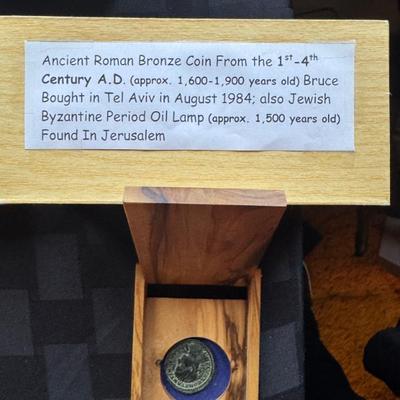 Ancient Roman Bronze Coin From the 1st-4th
Century A.D. (approx. 1,600-1,900 years old) Bruce
Bought in Tel Aviv in August 1984; also Jewish
Byzantine Period Oil Lamp (approx. 1,500 years old)
Found In Jerusalem